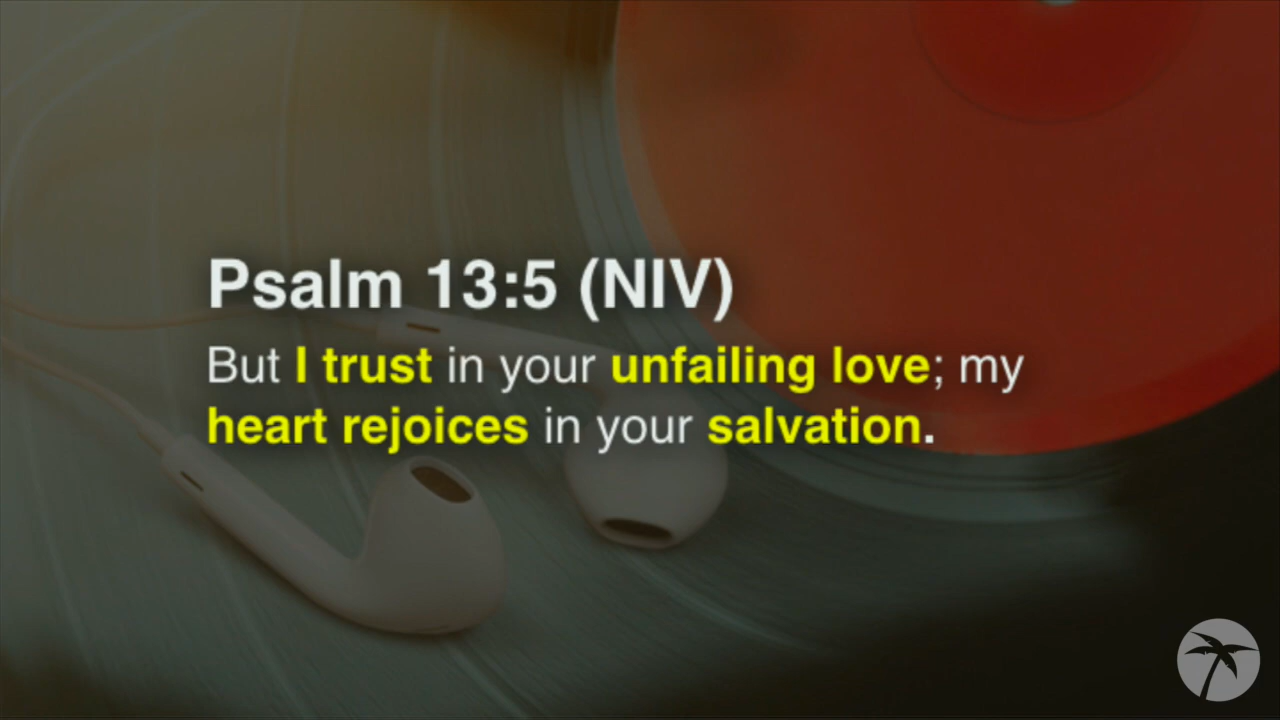 Psalm 13:5 (NIV)
But I trust in your unfailing love; my
heart rejoices in your salvation.